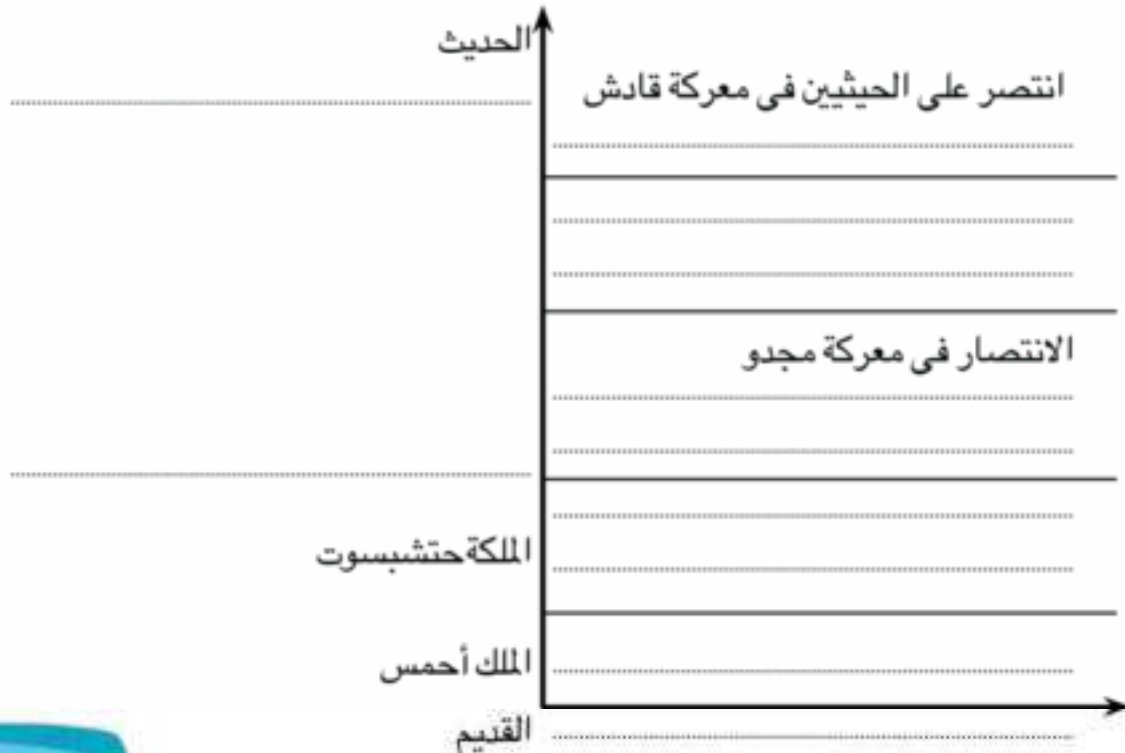 الحديث
انتصر على الحيثيين فى معركة قادش
الانتصار فى معركة مجدو
الملكة حتشبسوت
الملك أحمس
القديم